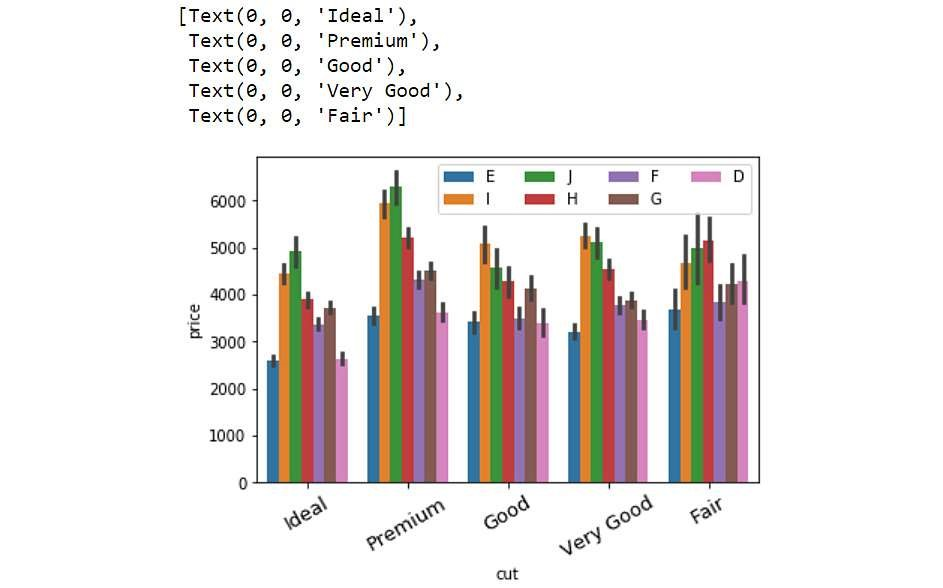 [Text(0, 0, 'Ideal'),
Text(0, 0, 'Premium'),
Text(0, 0, 'Good'),
Text(0, 0, 'Very Good'),
Text(0, 0, 'Fair')]
E J F D
I H G
6000
5000
4000
3000
2000
1000
0
price
Ideal Premium Good Very Good Fair
cut